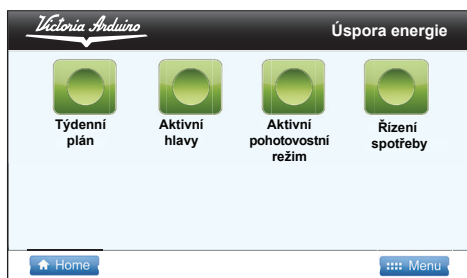 Victoria Arduino
Úspora energie
Týdenní
plán
Aktivní
hlavy
Aktivní
pohotovostní
režim
Řízení
spotřeby
Home
Menu